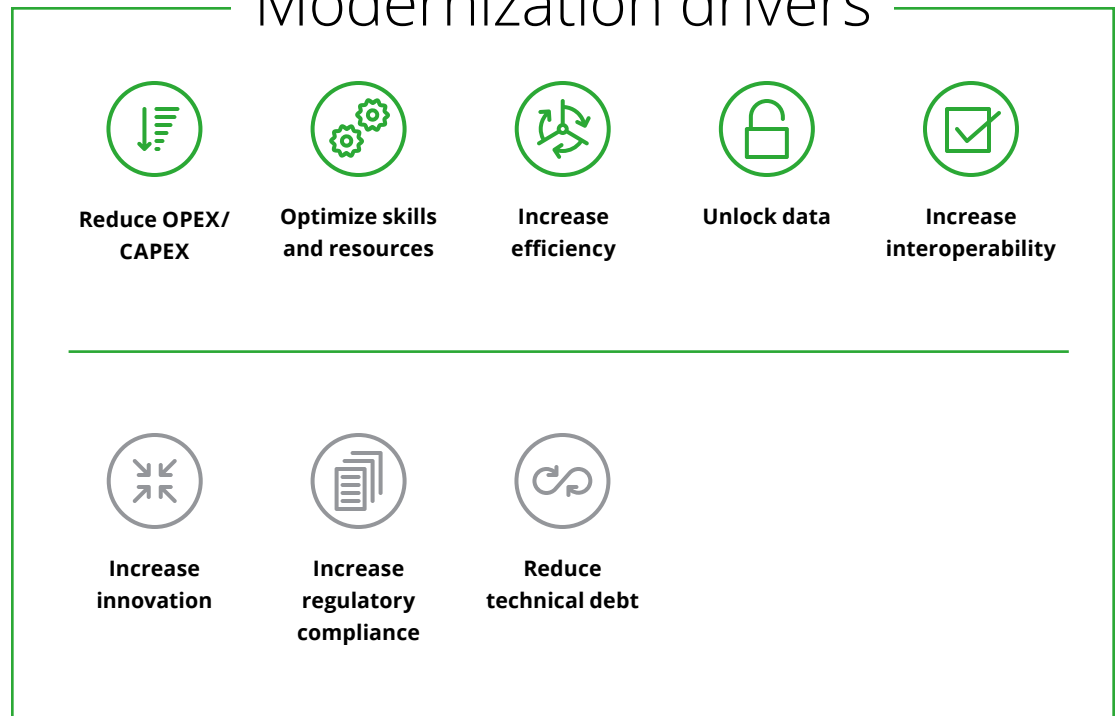 Modernization drivers
Reduce OPEX/
CAPEX
Optimize skills
and resources
Increase
efficiency
Unlock data
Increase
interoperability
Increase
innovation
Increase
regulatory
compliance
Reduce
technical debt